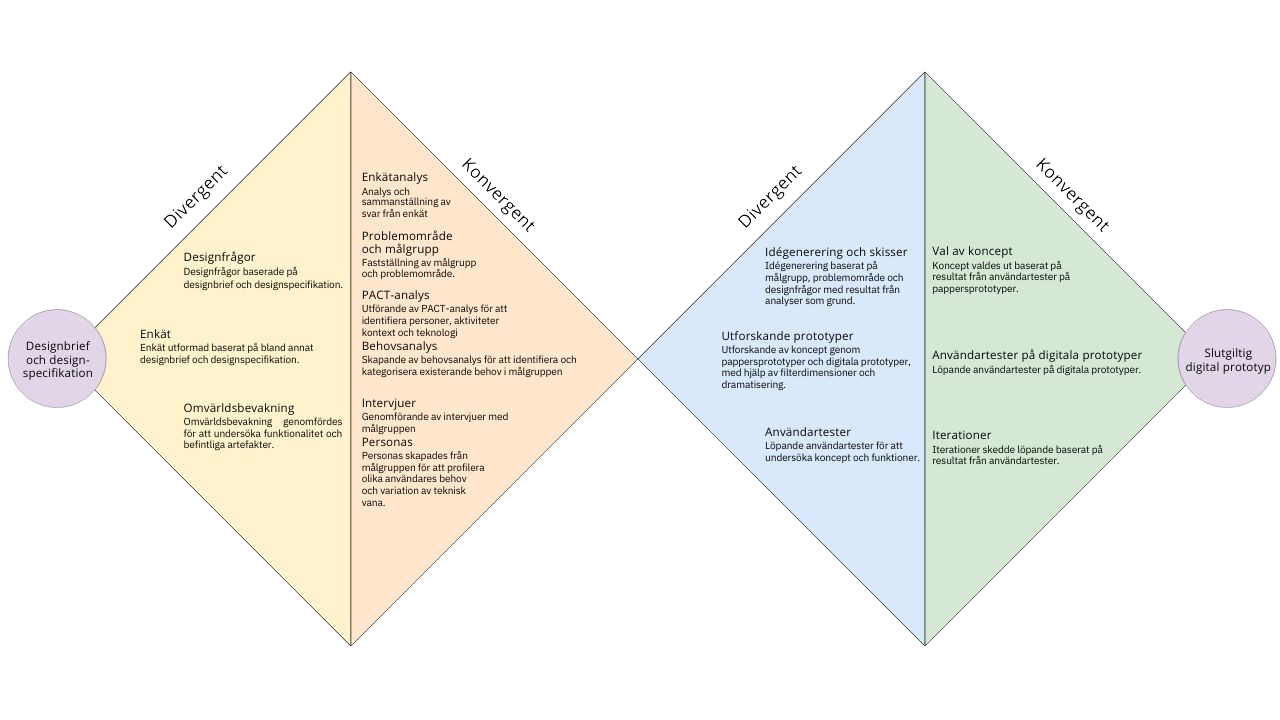 Designbrief
och design-
specifikation
Divergent
Designfrågor
Designfrågor baserade på
designbrief och designspecifikation.
Enkät
Enkät utformad baserat på bland annat
designbrief och designspecifikation.
Omvärldsbevakning
Omvärldsbevakning genomfördes
för att undersöka funktionalitet och
befintliga artefakter.
Konvergent
Enkätanalys
Analys och
sammanställning av
svar från enkät
Problemområde
och målgrupp
Fastställning av målgrupp
och problemområde.
PACT-analys
Utförande av PACT-analys för att
identifiera personer, aktiviteter
kontext och teknologi
Behovsanalys
Skapande av behovsanalys för att identifiera och
kategorisera existerande behov i målgruppen
Intervjuer
Genomförande av intervjuer med
målgruppen
Personas
Personas skapades från
målgruppen för att profilera
olika användares behov
och variation av teknisk
vana.
Divergent
Idégenerering och skisser
Idégenerering baserat på
målgrupp, problemområde och
designfrågor med resultat från
analyser som grund.
Utforskande prototyper
Utforskande av koncept genom
pappersprototyper och digitala prototyper,
med hjälp av filterdimensioner och
dramatisering.
Användartester
Löpande användartester för att
undersöka koncept och funktioner.
Konvergent
Val av koncept
Koncept valdes ut baserat på
resultat från användartester på
pappersprototyper.
Användartester på digitala prototyper
Löpande användartester på digitala prototyper.
Iterationer
Iterationer skedde löpande baserat på
resultat från användartester.
Slutgiltig
digital prototyp